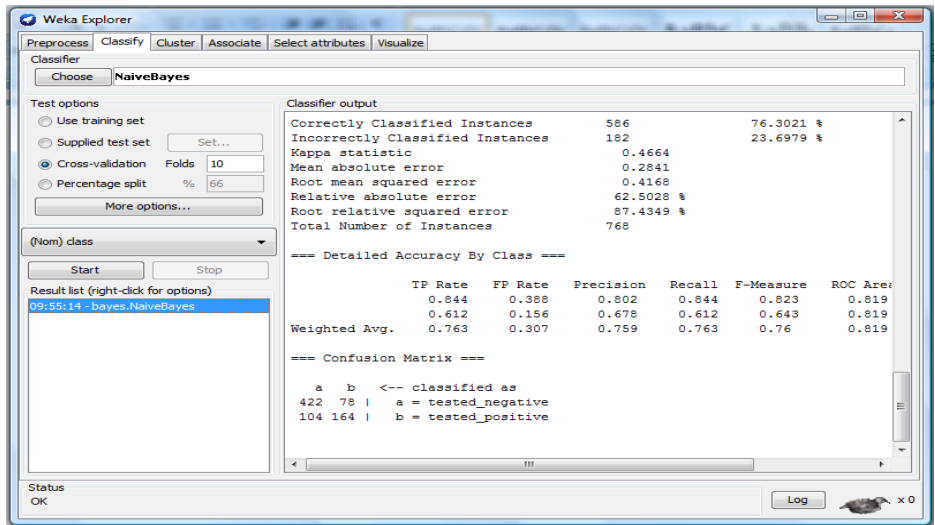 Weka Explorer
Preprocess Classify Cluster Associate Select attributes Visualize
Classifier
Choose NaiveBayes
Test options
Use training set
Supplied test set Set...
Cross-validation Folds 10
Percentage split % 66
More options...
(Nom) class
Start Stop
Result list (right-click for options)
09:55:14 - bayes.NaiveBayes
Classifier output
Correctly Classified Instances 586 76.3021 %
Incorrectly Classified Instances 182 23.6979 %
Kappa statistic 0.4664
Mean absolute error 0.2841
Root mean squared error 0.4168
Relative absolute error 62.5028 %
Root relative squared error 87.4349 %
Total Number of Instances 768
=== Detailed Accuracy By Class ===
TP Rate FP Rate Precision Recall F-Measure ROC Area
0.844 0.388 0.802 0.844 0.823 0.819
0.612 0.156 0.678 0.612 0.643 0.819
Weighted Avg. 0.763 0.307 0.759 0.763 0.76 0.819
=== Confusion Matrix ===
a b <-- classified as
422 78 | a = tested_negative
104 164 | b = tested_positive
Status
OK
Log x 0